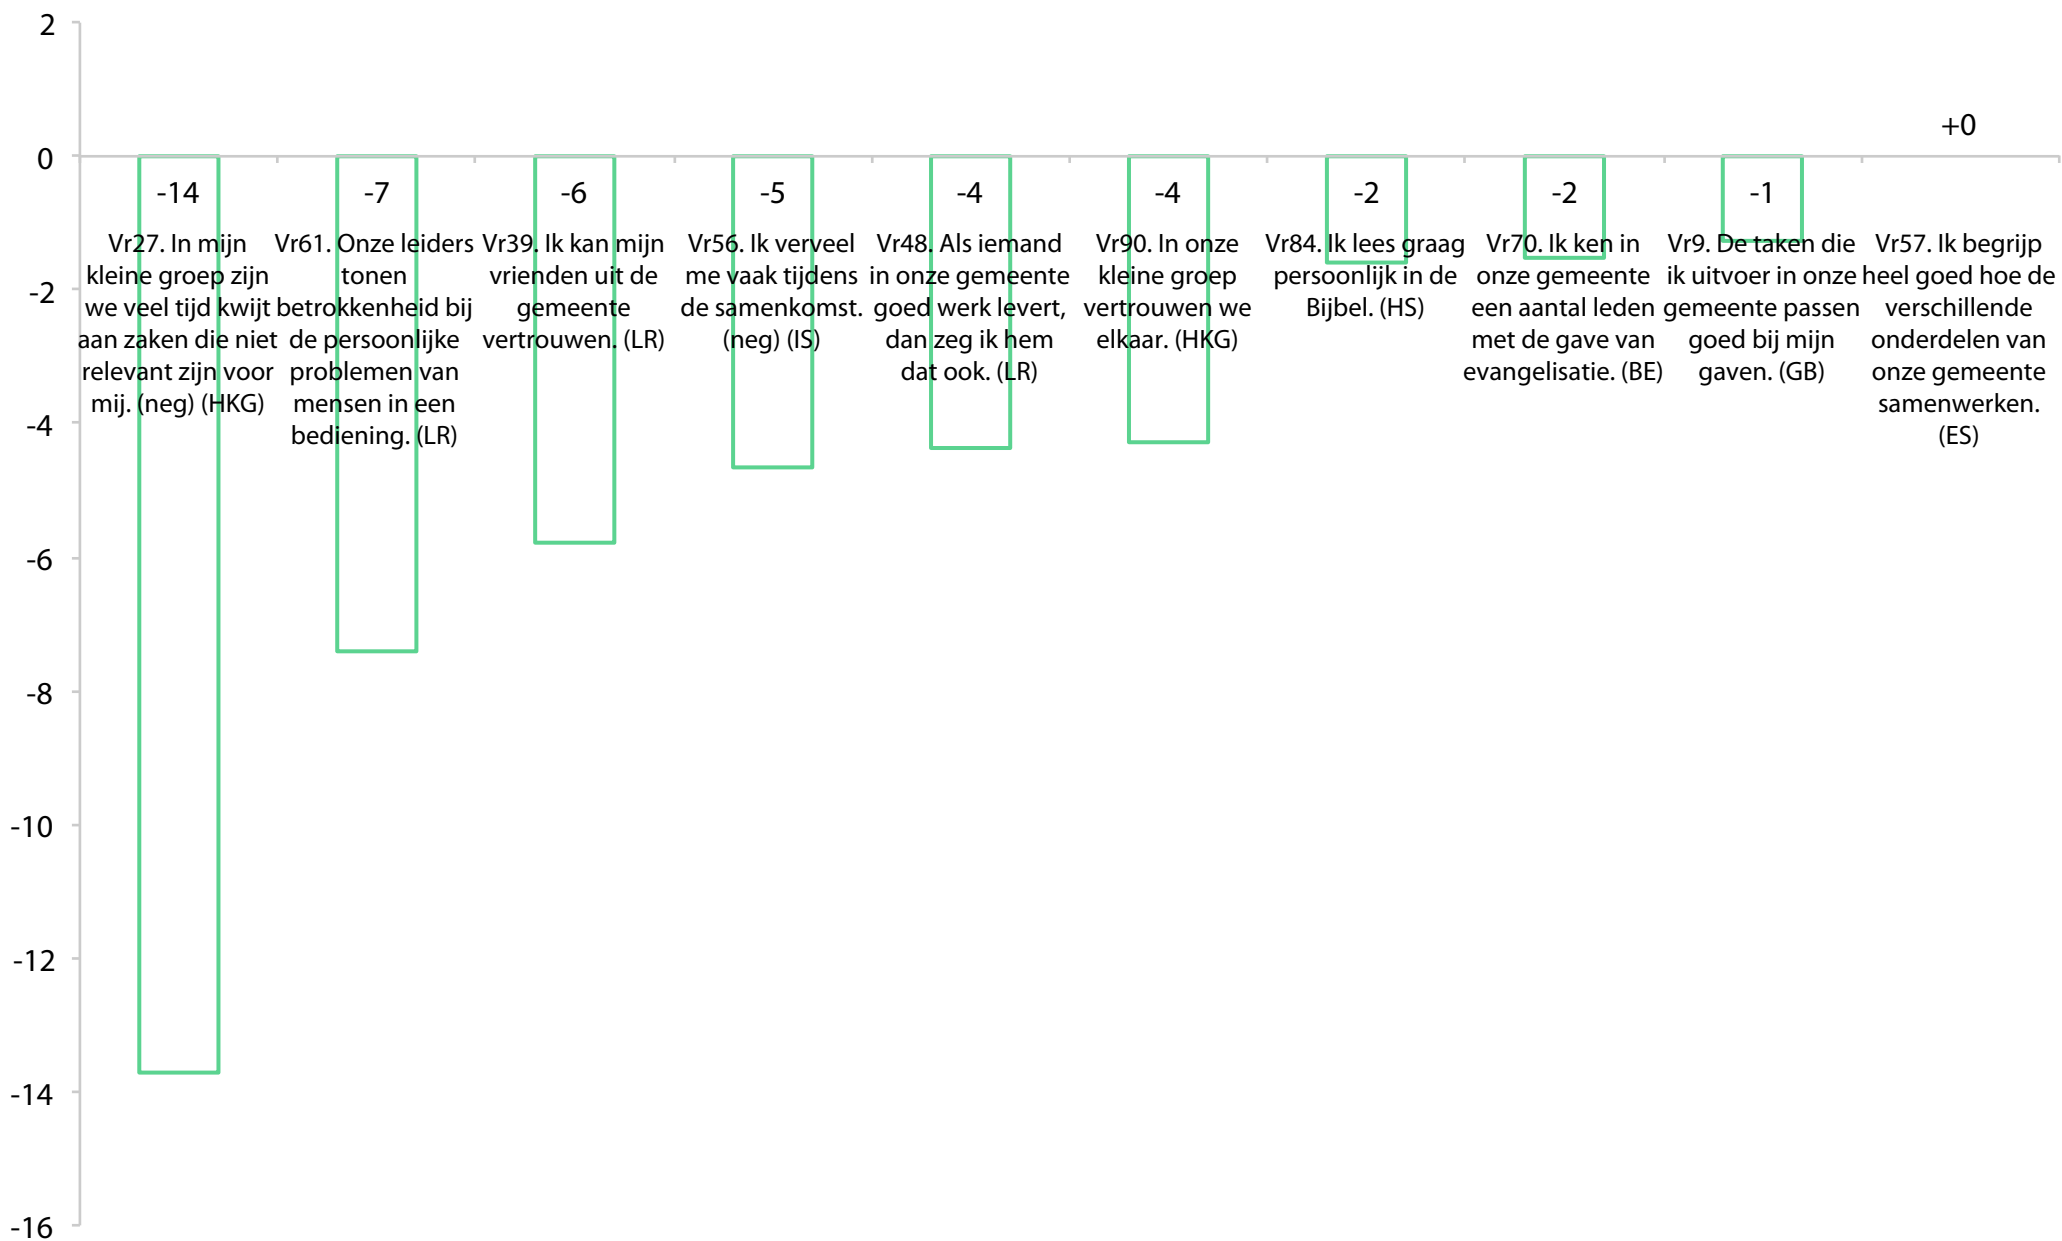 2
+0
0
-14
-7
-6
-5
-4
-4
-2
-2
-1
Vr27. In mijn
kleine groep zijn
we veel tijd kwijt
aan zaken die niet
relevant zijn voor
mij. (neg) (HKG)
Vr61. Onze leiders
tonen
betrokkenheid bij
de persoonlijke
problemen van
mensen in een
bediening. (LR)
Vr39. Ik kan mijn
vrienden uit de
gemeente
vertrouwen. (LR)
Vr56. Ik verveel
me vaak tijdens
de samenkomst.
(neg) (IS)
Vr48. Als iemand
in onze gemeente
goed werk levert,
dan zeg ik hem
dat ook. (LR)
Vr90. In onze
kleine groep
vertrouwen we
elkaar. (HKG)
Vr84. Ik lees graag
persoonlijk in de
Bijbel. (HS)
Vr70. Ik ken in
onze gemeente
een aantal leden
met de gave van
evangelisatie. (BE)
Vr9. De taken die
ik uitvoer in onze
gemeente passen
goed bij mijn
gaven. (GB)
Vr57. Ik begrijp
heel goed hoe de
verschillende
onderdelen van
onze gemeente
samenwerken.
(ES)
-2
-4
-6
-8
-10
-12
-14
-16